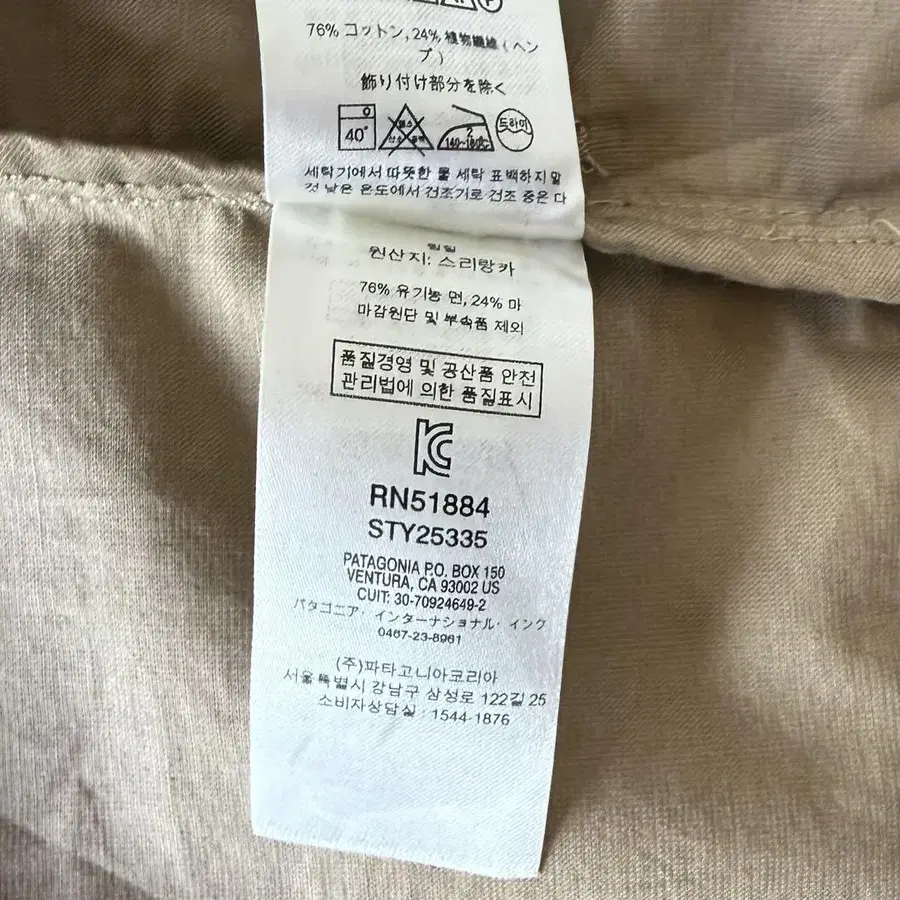 76% コットン, 24% 植物繊維 (ヘン
プ)
飾り付け部分を除く
40°
2
140~160℃
드라이
세탁기에서 따뜻한 물 세탁 표백하지 말
것 낮은 온도에서 건조기로 건조 중온 다
원산지: 스리랑카
76% 유기농 면, 24% 마
마감원단 및 부속품 제외
품질경영 및 공산품 안전
관리법에 의한 품질표시
RN51884
STY25335
PATAGONIA P.O. BOX 150
VENTURA, CA 93002 US
CUIT: 30-70924649-2
パタゴニア・インターナショナル・インク
0467-23-8961
(주)파타고니아코리아
서울특별시 강남구 삼성로 122길 25
소비자상담실 : 1544-1876